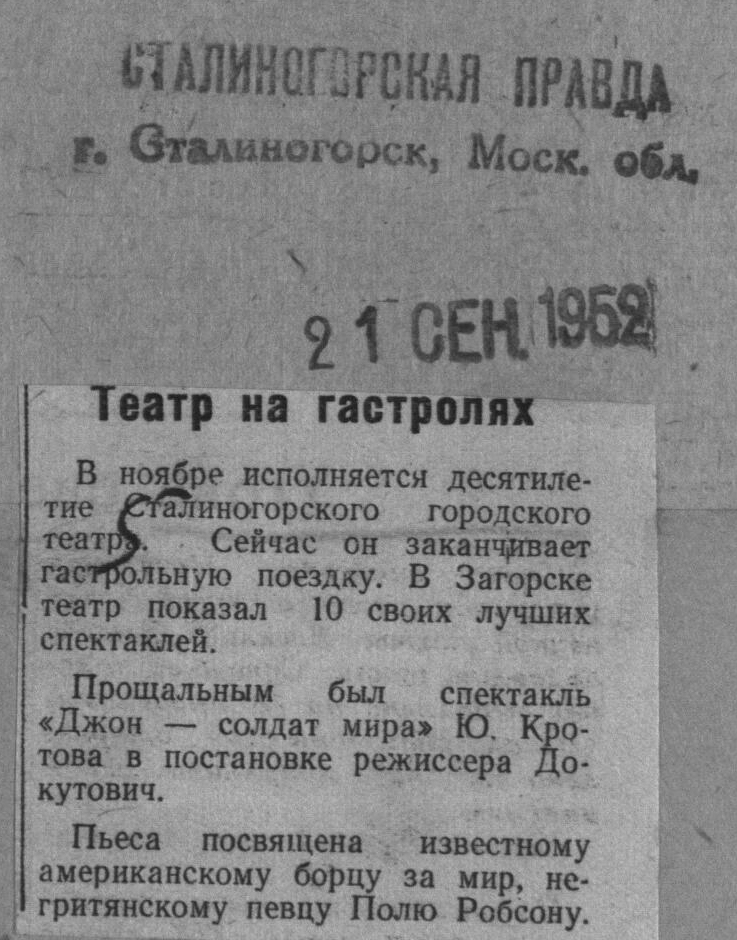 СТАЛИНОГОРСКАЯ ПРАВДА
г. Сталиногорск, Моск. обл.
21 СЕН. 1952
Театр на гастролях
В ноябре исполняется десятиле-
тие Сталиногорского городского
театра. Сейчас он заканчивает
гастрольную поездку. В Загорске
театр показал 10 своих лучших
спектаклей.
Прощальным был спектакль
«Джон — солдат мира» Ю. Кро-
това в постановке режиссера До-
кутович.
Пьеса посвящена известному
американскому борцу за мир, не-
гритянскому певцу Полю Робсону.